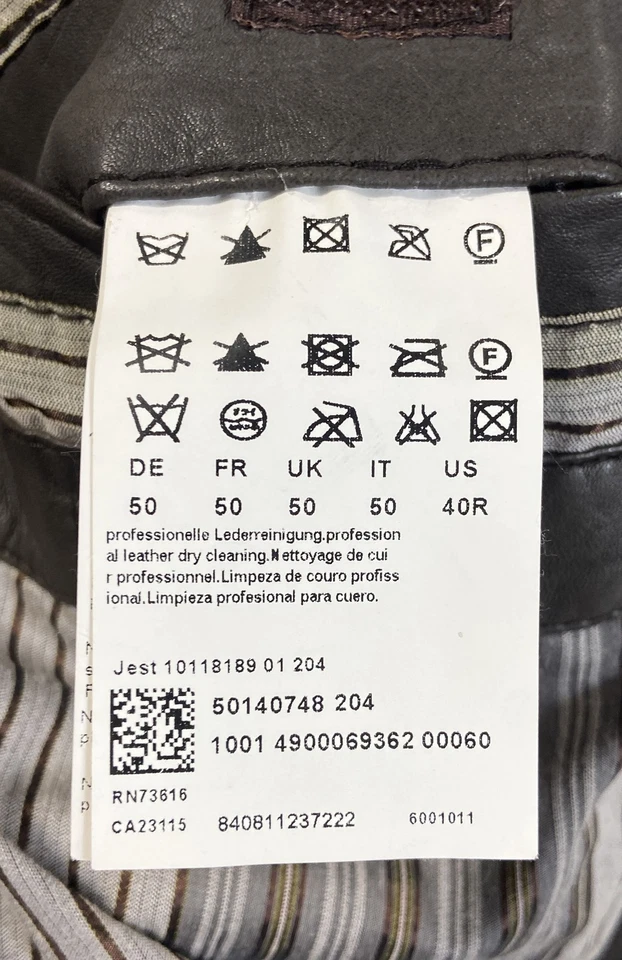 F
F
DE FR UK IT US
50 50 50 50 40R
professionelle Lederreinigung.profession
al leather dry cleaning.Nettoyage de cui
r professionnel.Limpeza de couro profiss
ional.Limpieza profesional para cuero.
Jest 10118189 01 204
50140748 204
1001 4900069362 00060
RN73616
CA23115 840811237222 6001011